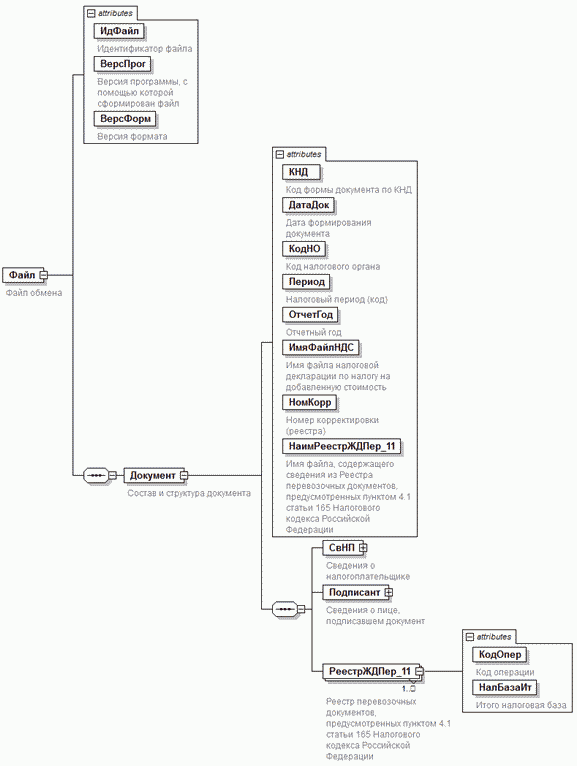 attributes
ИдФайл
Идентификатор файла
ВерсПрог
Версия программы, с
помощью которой
сформирован файл
ВерсФорм
Версия формата
Файл
Файл обмена
Документ
Состав и структура документа
attributes
КНД
Код формы документа по КНД
ДатаДок
Дата формирования
документа
КодНО
Код налогового органа
Период
Налоговый период (код)
ОтчетГод
Отчетный год
ИмяФайлНДС
Имя файла налоговой
декларации по налогу на
добавленную стоимость
НомКорр
Номер корректировки
(реестра)
НаимРеестрЖДПер_11
Имя файла, содержащего
сведения из Реестра
перевозочных документов,
предусмотренных пунктом 4.1
статьи 165 Налогового
кодекса Российской
Федерации
СвНП
Сведения о
налогоплательщике
Подписант
Сведения о лице,
подписавшем документ
РеестрЖДПер_11
1..
Реестр перевозочных
документов,
предусмотренных пунктом 4.1
статьи 165 Налогового
кодекса Российской
Федерации
attributes
КодОпер
Код операции
НалБазаИт
Итого налоговая база